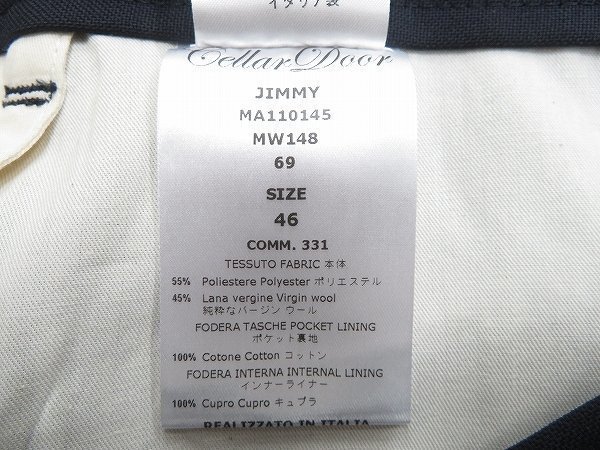 イタリア製
Cellar Door
JIMMY
MA110145
MW148
69
SIZE
46
COMM. 331
TESSUTO FABRIC 本体
55% Poliestere Polyester ポリエステル
45% Lana vergine Virgin wool
純粋なバージン ウール
FODERA TASCHE POCKET LINING
ポケット裏地
100% Cotone Cotton コットン
FODERA INTERNA INTERNAL LINING
インナーライナー
100% Cupro Cupro キュプラ
REALIZZATO IN ITALIA